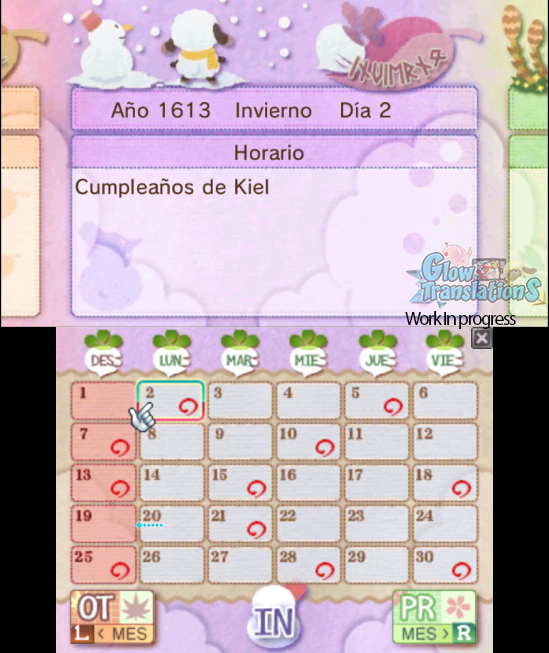 Año 1613 Invierno Día 2
Horario
Cumpleaños de Kiel
Glow
Translations
Work In progress
DES LUN MAR MIE JUE VIE
1 2 3 4 5 6
7 8 9 10 11 12
13 14 15 16 17 18
19 20 21 22 23 24
25 26 27 28 29 30
OT IN PR
L < MES MES > R